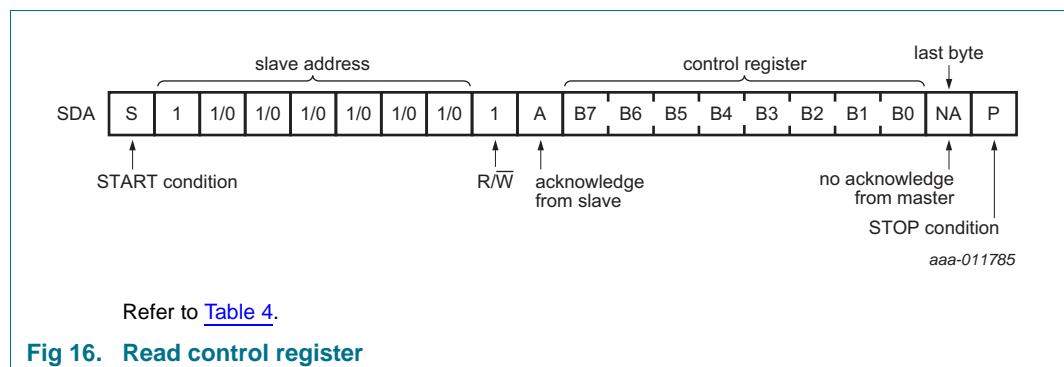 last byte
slave address
control register
SDA S 1 1/0 1/0 1/0 1/0 1/0 1/0 1 A B7 B6 B5 B4 B3 B2 B1 B0 NA P
START condition
R/W̅
acknowledge
from slave
no acknowledge
from master
STOP condition
aaa-011785
Refer to Table 4.
Fig 16. Read control register